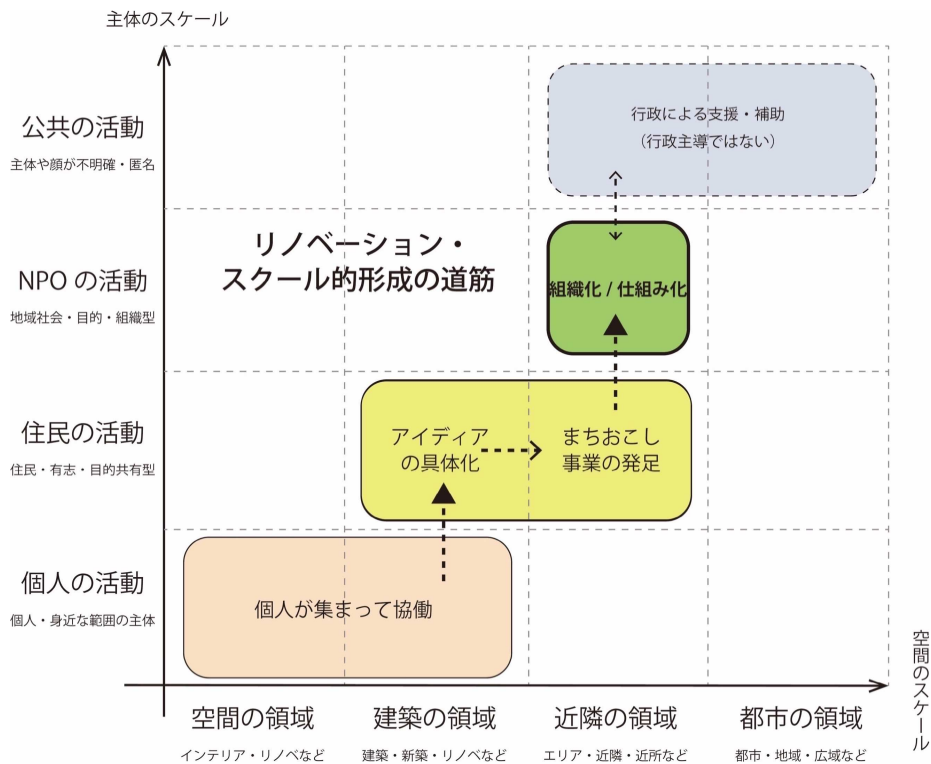 主体のスケール
公共の活動
主体や顔が不明確・匿名
行政による支援・補助
（行政主導ではない）
リノベーション・
スクール的形成の道筋
NPO の活動
地域社会・目的・組織型
組織化 / 仕組み化
住民の活動
住民・有志・目的共有型
アイディア
の具体化
まちおこし
事業の発足
個人の活動
個人・身近な範囲の主体
個人が集まって協働
空間のスケール
空間の領域
インテリア・リノベなど
建築の領域
建築・新築・リノベなど
近隣の領域
エリア・近隣・近所など
都市の領域
都市・地域・広域など